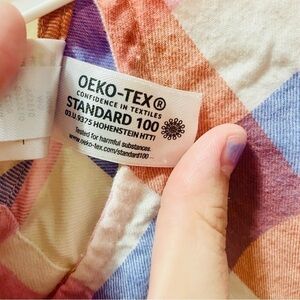 OEKO-TEX®
CONFIDENCE IN TEXTILES
STANDARD 100
03.U.9375 HOHENSTEIN HTTI
Tested for harmful substances.
www.oeko-tex.com/standard100